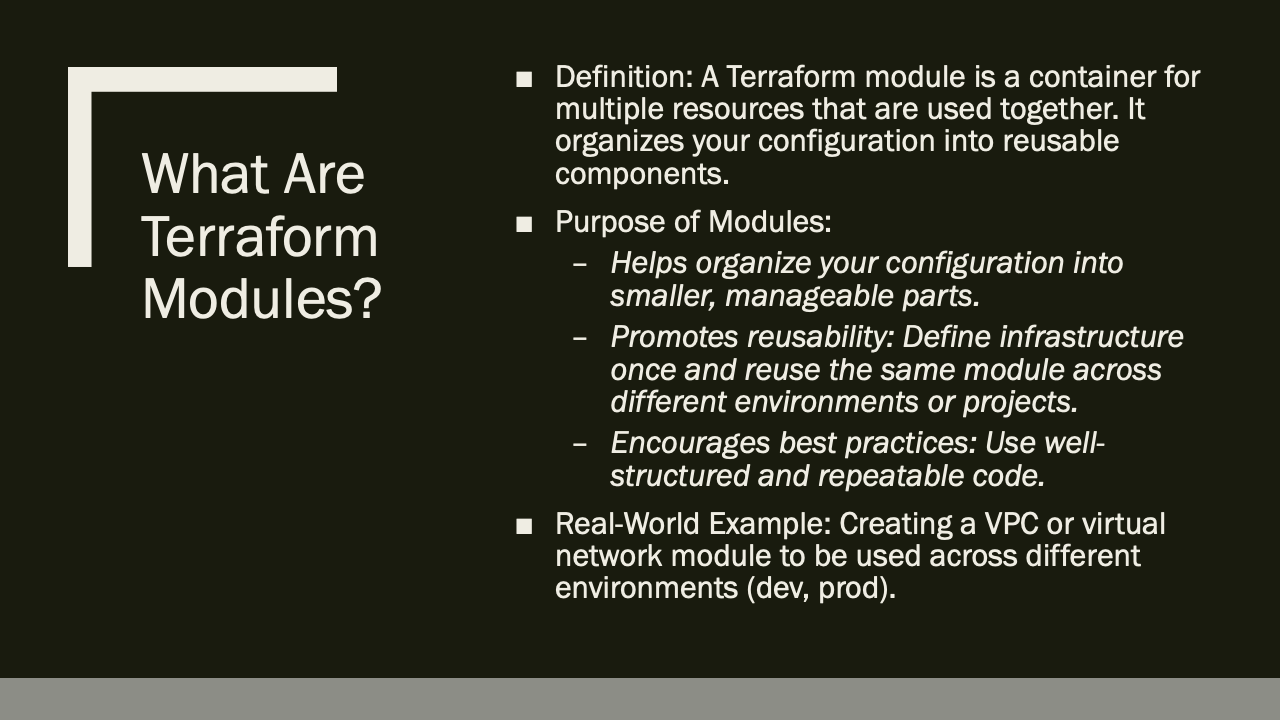 What Are
Terraform
Modules?
■ Definition: A Terraform module is a container for
multiple resources that are used together. It
organizes your configuration into reusable
components.
■ Purpose of Modules:
– Helps organize your configuration into
smaller, manageable parts.
– Promotes reusability: Define infrastructure
once and reuse the same module across
different environments or projects.
– Encourages best practices: Use well-
structured and repeatable code.
■ Real-World Example: Creating a VPC or virtual
network module to be used across different
environments (dev, prod).